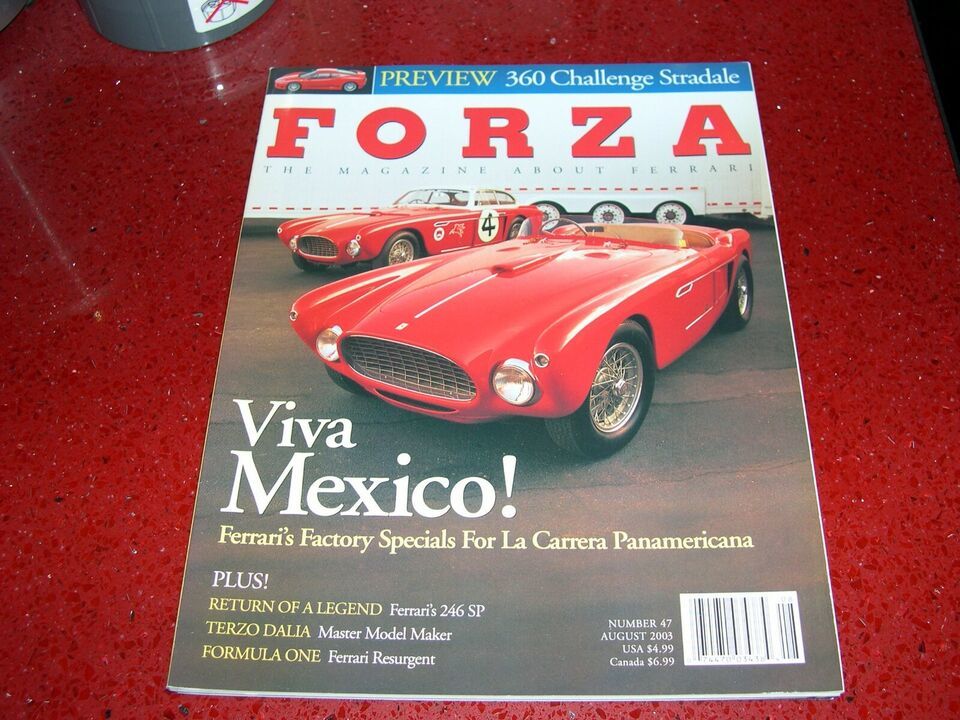 PREVIEW 360 Challenge Stradale
FORZA
THE MAGAZINE ABOUT FERRARI
4
Viva
Mexico!
Ferrari's Factory Specials For La Carrera Panamericana
PLUS!
RETURN OF A LEGEND Ferrari's 246 SP
TERZO DALIA Master Model Maker
FORMULA ONE Ferrari Resurgent
NUMBER 47
AUGUST 2003
USA $4.99
Canada $6.99
08